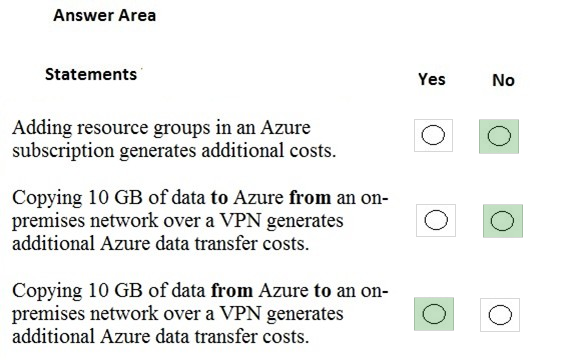 Answer Area
Statements
Yes No
Adding resource groups in an Azure
subscription generates additional costs.
Copying 10 GB of data to Azure from an on-
premises network over a VPN generates
additional Azure data transfer costs.
Copying 10 GB of data from Azure to an on-
premises network over a VPN generates
additional Azure data transfer costs.